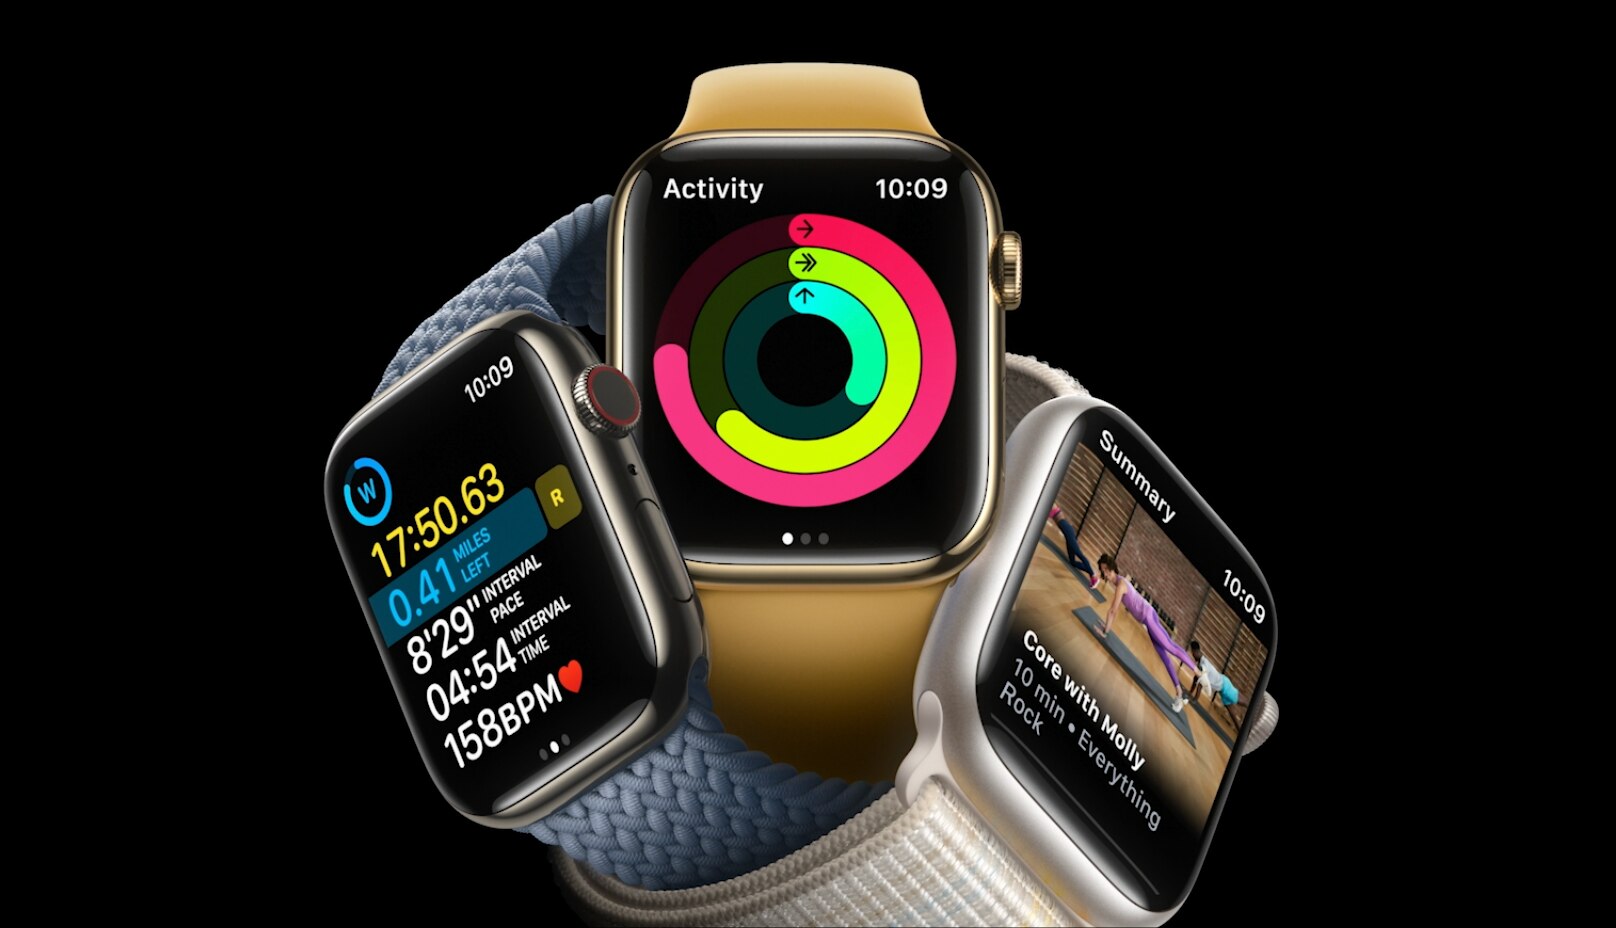 Activity 10:09
10:09
W
17:50.63
R
0.41 MILES LEFT
8'29" INTERVAL PACE
04:54 INTERVAL TIME
158BPM
Summary
10:09
Core with Molly
10 min • Everything
Rock